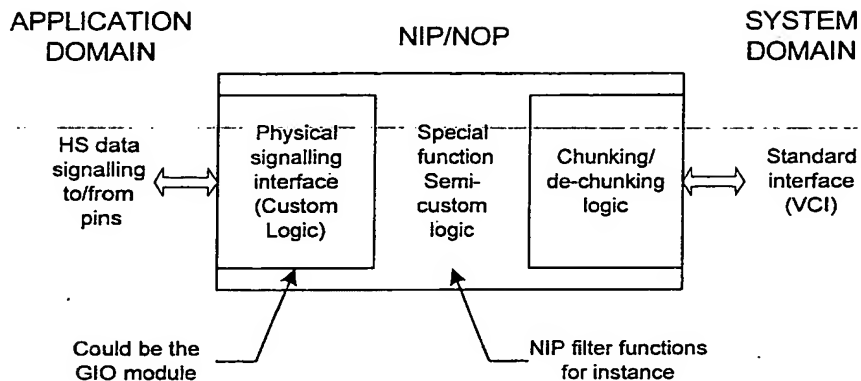 APPLICATION
DOMAIN
NIP/NOP
SYSTEM
DOMAIN
HS data
signalling
to/from
pins
Physical
signalling
interface
(Custom
Logic)
Special
function
Semi-
custom
logic
Chunking/
de-chunking
logic
Standard
interface
(VCI)
Could be the
GIO module
NIP filter functions
for instance